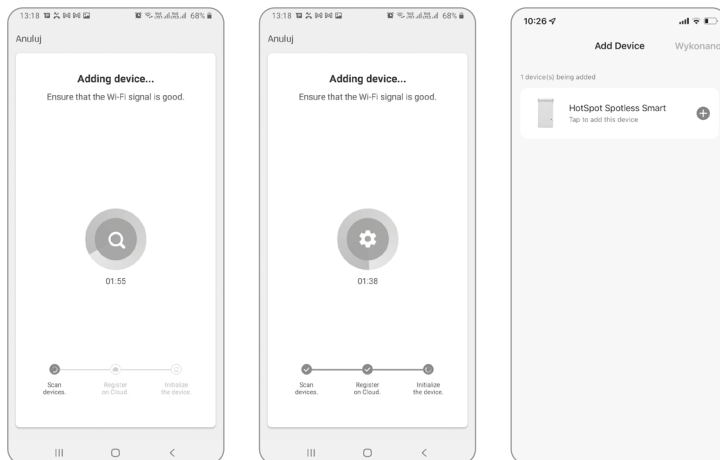 13:18
68%
Anuluj
Adding device...
Ensure that the Wi-Fi signal is good.
01:55
Scan
devices.
Register
on Cloud.
Initialize
the device.
13:18
68%
Anuluj
Adding device...
Ensure that the Wi-Fi signal is good.
01:38
Scan
devices.
Register
on Cloud.
Initialize
the device.
10:26
Add Device
Wykonano
1 device(s) being added
HotSpot Spotless Smart
Tap to add this device